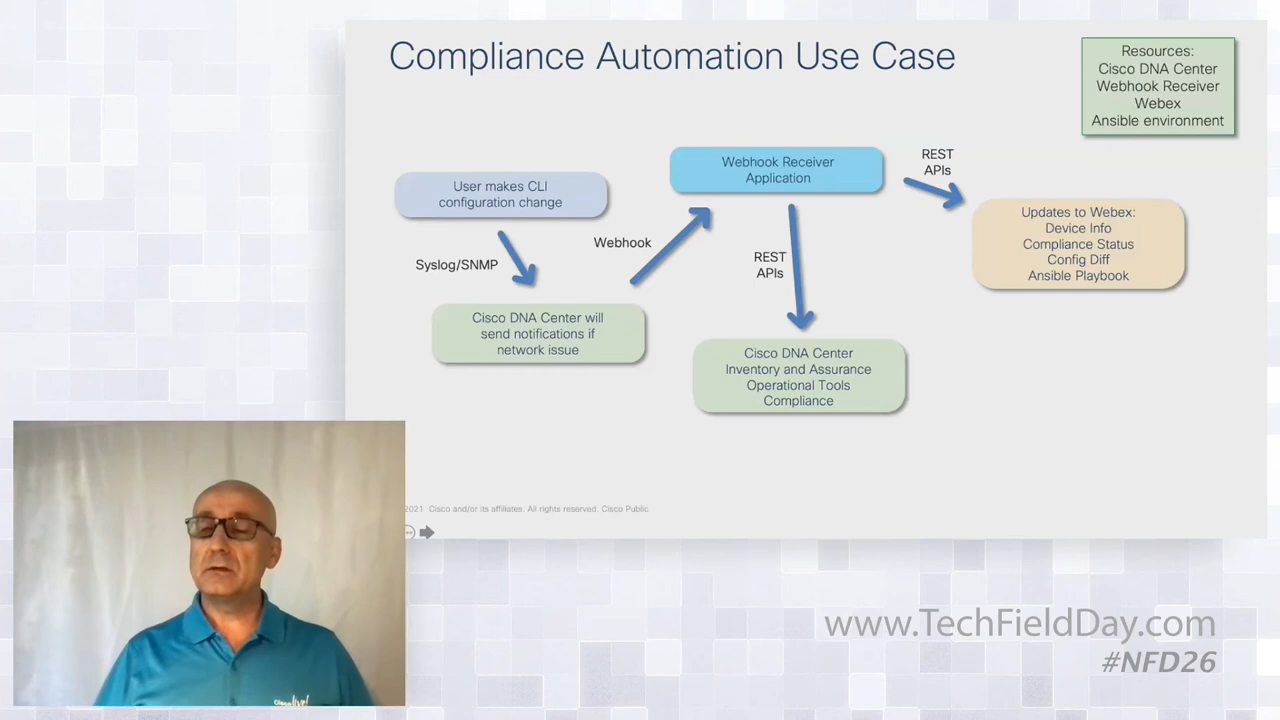 Compliance Automation Use Case
Resources:
Cisco DNA Center
Webhook Receiver
Webex
Ansible environment
User makes CLI
configuration change
Syslog/SNMP
Cisco DNA Center will
send notifications if
network issue
Webhook
Webhook Receiver
Application
REST
APIs
Cisco DNA Center
Inventory and Assurance
Operational Tools
Compliance
REST
APIs
Updates to Webex:
Device Info
Compliance Status
Config Diff
Ansible Playbook
2021 Cisco and/or its affiliates. All rights reserved. Cisco Public
www.TechFieldDay.com
#NFD26